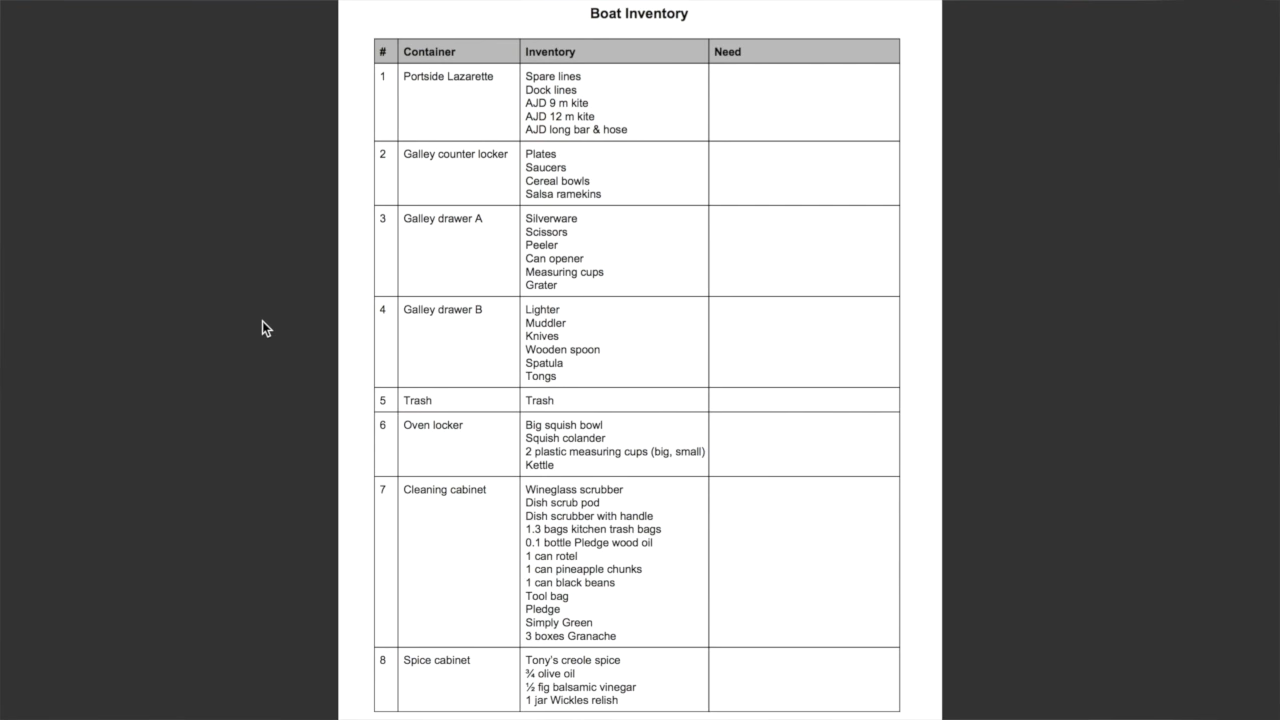 Boat Inventory
# Container Inventory Need
1 Portside Lazarette Spare lines
Dock lines
AJD 9 m kite
AJD 12 m kite
AJD long bar & hose
2 Galley counter locker Plates
Saucers
Cereal bowls
Salsa ramekins
3 Galley drawer A Silverware
Scissors
Peeler
Can opener
Measuring cups
Grater
4 Galley drawer B Lighter
Muddler
Knives
Wooden spoon
Spatula
Tongs
5 Trash Trash
6 Oven locker Big squish bowl
Squish colander
2 plastic measuring cups (big, small)
Kettle
7 Cleaning cabinet Wineglass scrubber
Dish scrub pod
Dish scrubber with handle
1.3 bags kitchen trash bags
0.1 bottle Pledge wood oil
1 can rotel
1 can pineapple chunks
1 can black beans
Tool bag
Pledge
Simply Green
3 boxes Granache
8 Spice cabinet Tony's creole spice
¾ olive oil
½ fig balsamic vinegar
1 jar Wickles relish